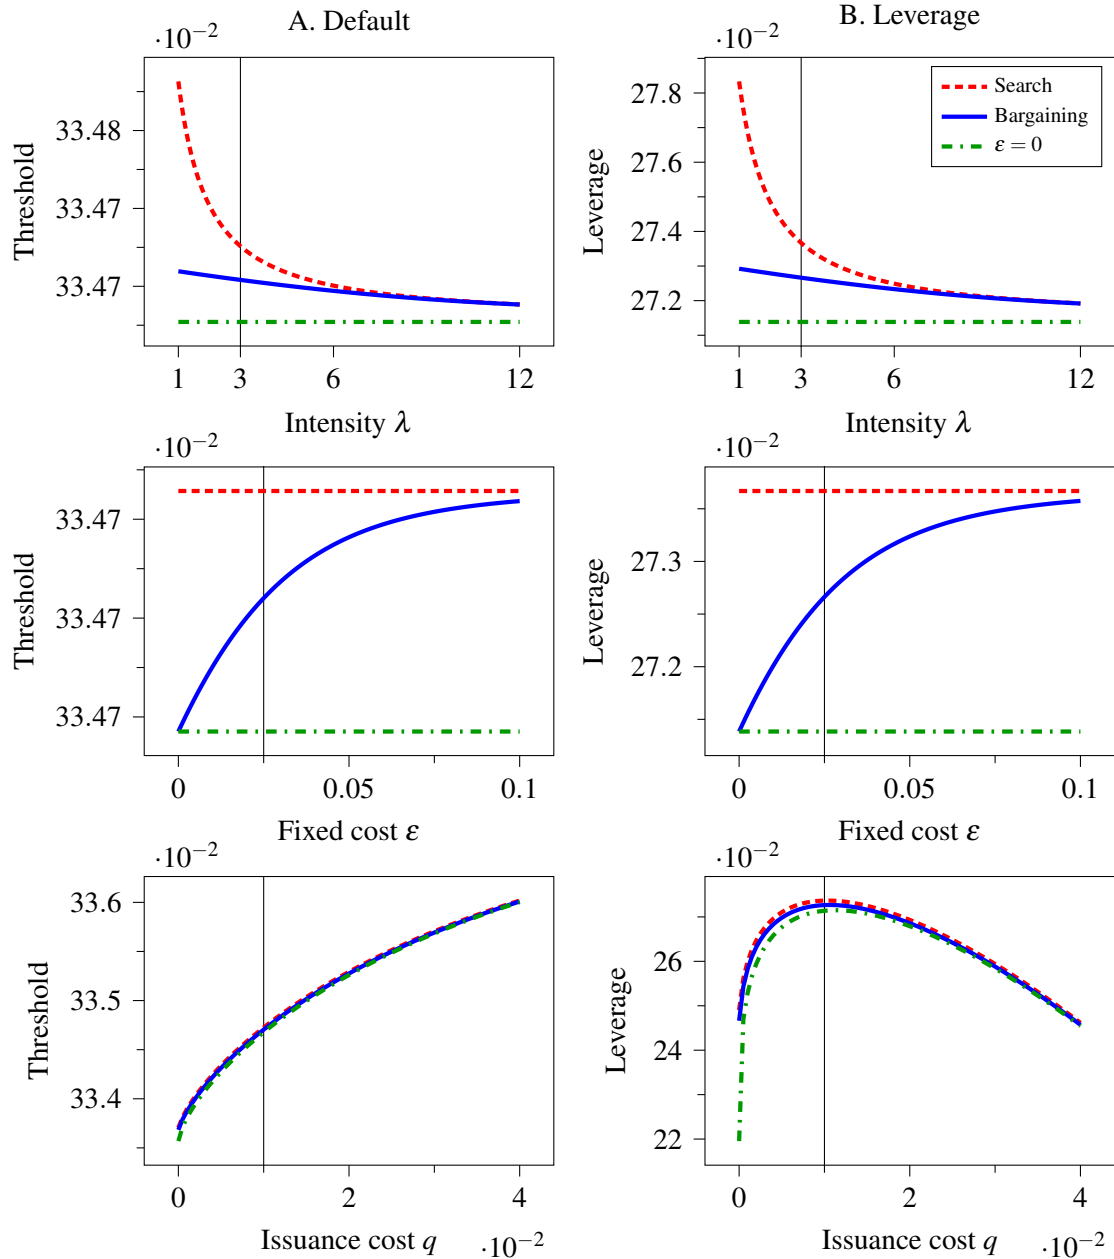 A. Default
·10⁻²
Threshold
33.48
33.47
33.47
1 3 6 12
Intensity λ
B. Leverage
·10⁻²
Leverage
27.8
27.6
27.4
27.2
Search
Bargaining
ε = 0
1 3 6 12
Intensity λ
·10⁻²
Threshold
33.47
33.47
33.47
0 0.05 0.1
Fixed cost ε
·10⁻²
Leverage
27.3
27.2
0 0.05 0.1
Fixed cost ε
·10⁻²
Threshold
33.6
33.5
33.4
0 2 4
Issuance cost q ·10⁻²
·10⁻²
Leverage
26
24
22
0 2 4
Issuance cost q ·10⁻²